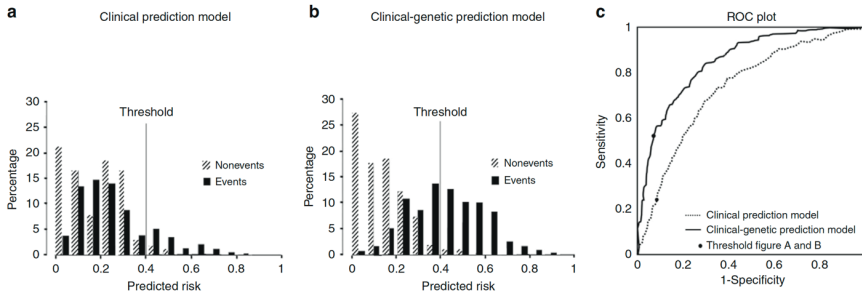 a Clinical prediction model
30
25
20
15
10
5
0
Percentage
Threshold
Nonevents
Events
0 0.2 0.4 0.6 0.8 1
Predicted risk
b Clinical-genetic prediction model
30
25
20
15
10
5
0
Percentage
Threshold
Nonevents
Events
0 0.2 0.4 0.6 0.8 1
Predicted risk
c ROC plot
1
0.8
0.6
0.4
0.2
0
Sensitivity
Clinical prediction model
Clinical-genetic prediction model
Threshold figure A and B
0 0.2 0.4 0.6 0.8
1-Specificity